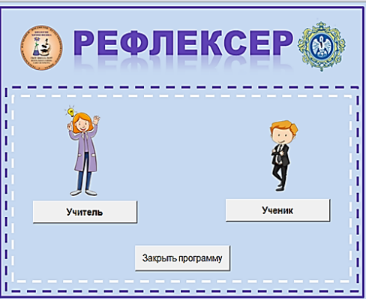 РЕФЛЕКСЕР
Учитель
Ученик
Закрыть программу